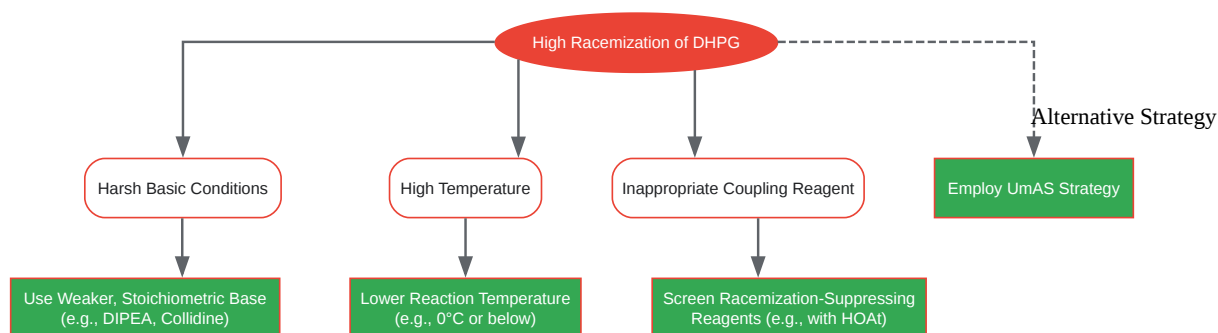 High Racemization of DHPG
Alternative Strategy
Harsh Basic Conditions
High Temperature
Inappropriate Coupling Reagent
Employ UmAS Strategy
Use Weaker, Stoichiometric Base
(e.g., DIPEA, Collidine)
Lower Reaction Temperature
(e.g., 0°C or below)
Screen Racemization-Suppressing
Reagents (e.g., with HOAt)